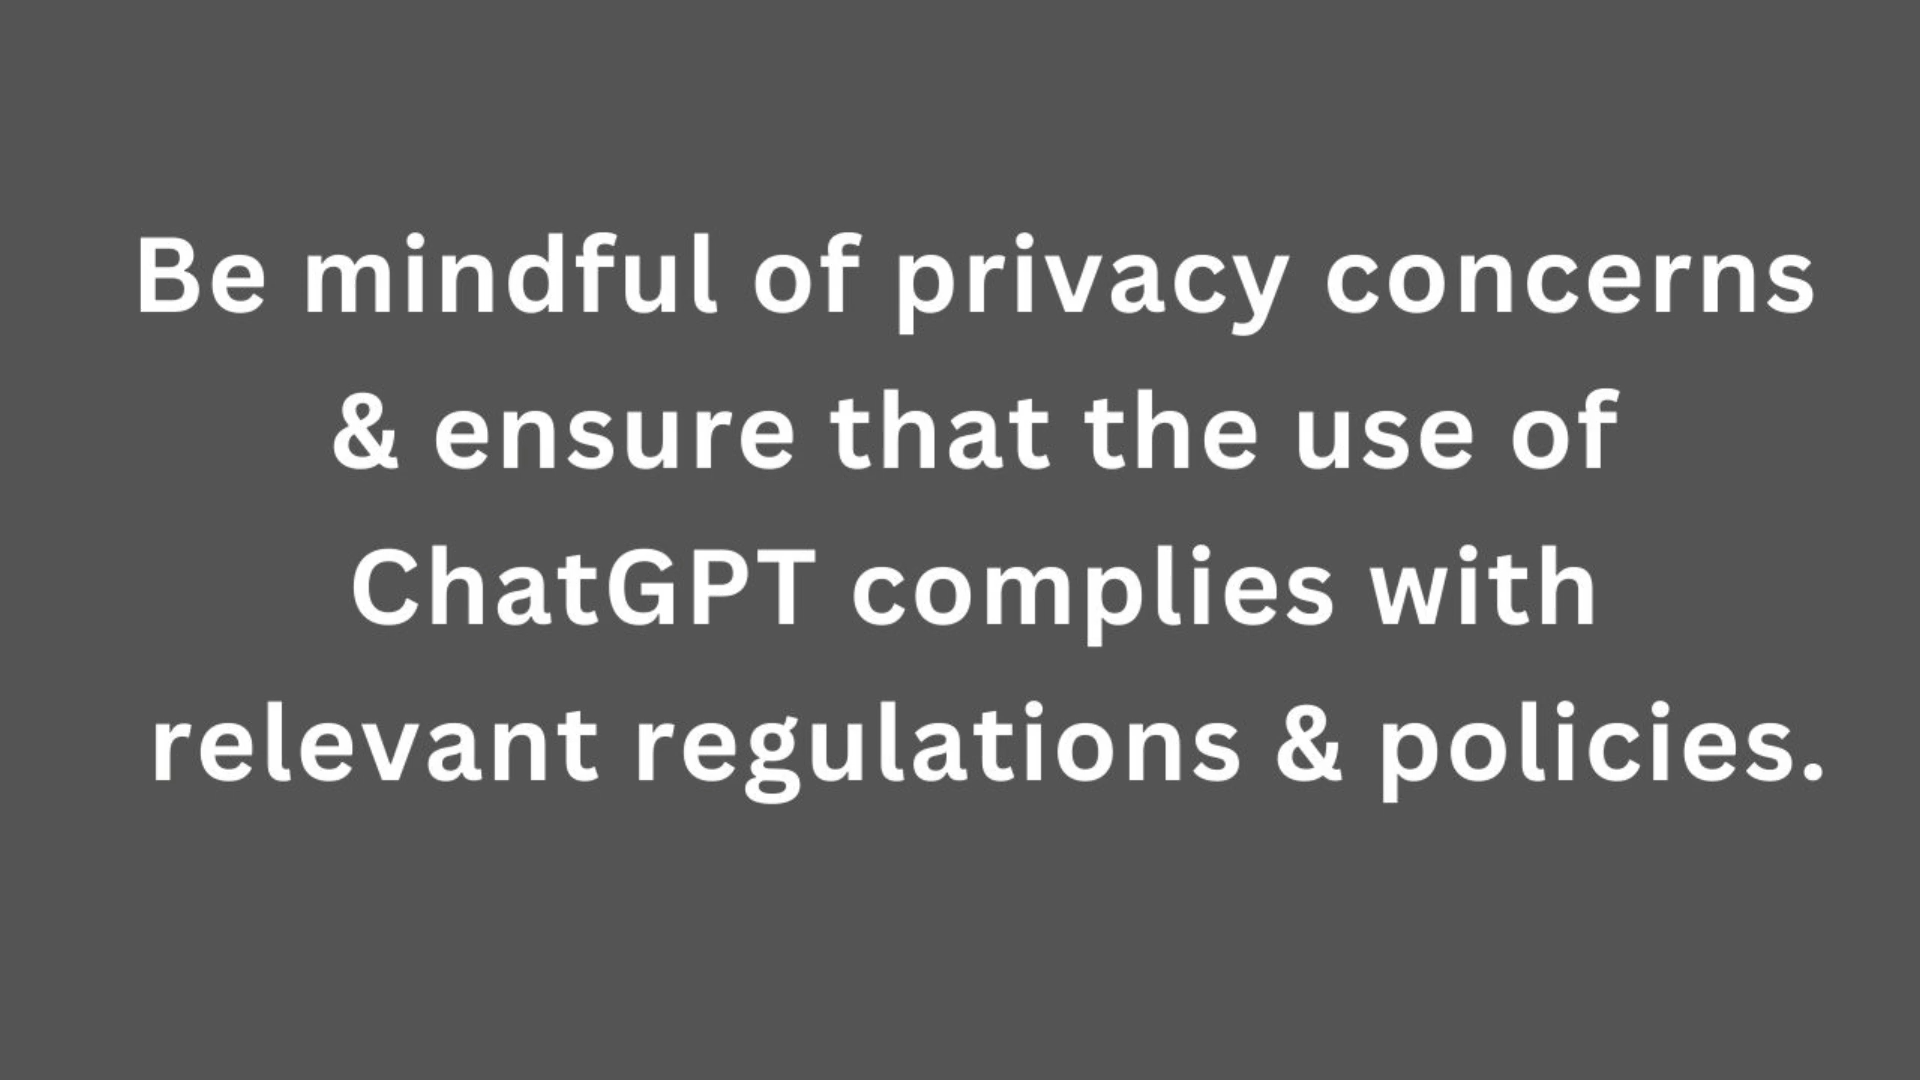 Be mindful of privacy concerns
& ensure that the use of
ChatGPT complies with
relevant regulations & policies.